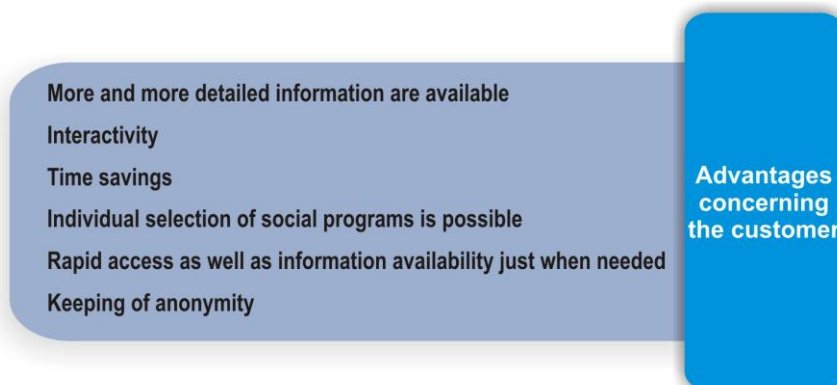 More and more detailed information are available
Interactivity
Time savings
Individual selection of social programs is possible
Rapid access as well as information availability just when needed
Keeping of anonymity
Advantages
concerning
the customer